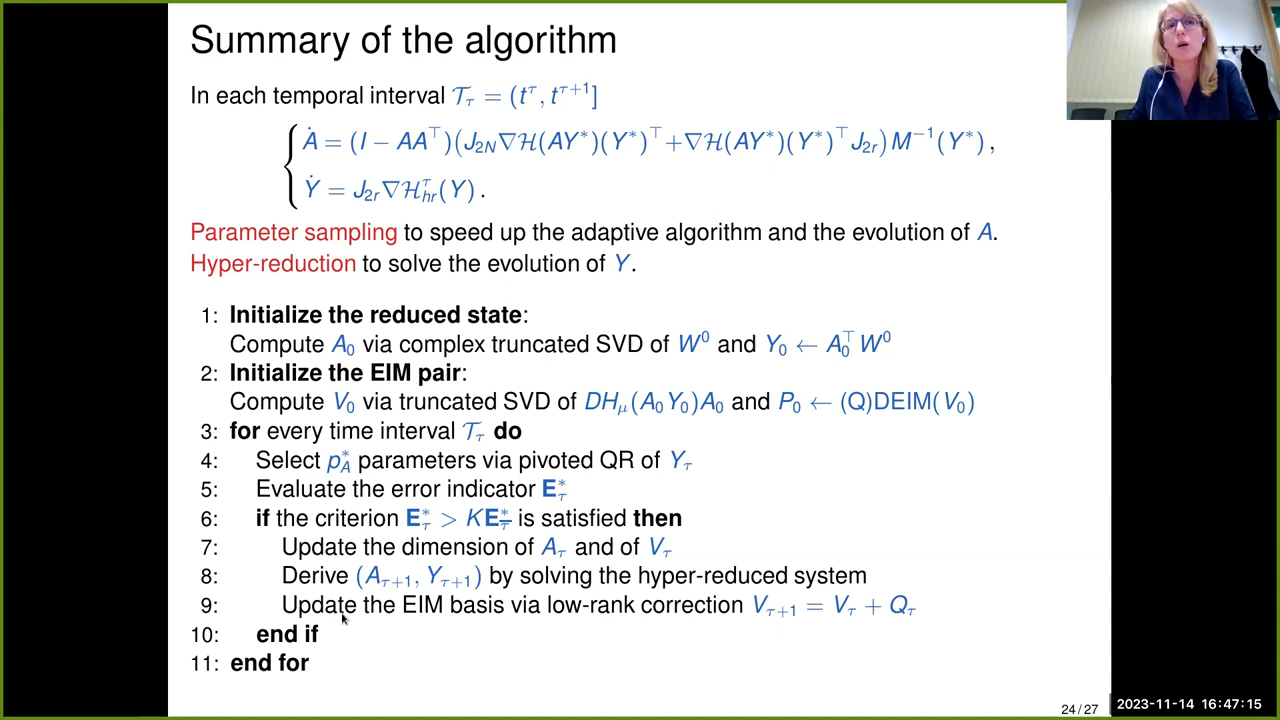 Summary of the algorithm
In each temporal interval 𝒯_τ = (t^τ, t^{τ+1}]
Ȧ = (I − AA^⊤)(J_{2N}∇ℋ(AY*)(Y*)^⊤+∇ℋ(AY*)(Y*)^⊤J_{2r})M^{−1}(Y*) ,
Ẏ = J_{2r}∇ℋ^τ_{hr}(Y) .
Parameter sampling to speed up the adaptive algorithm and the evolution of A.
Hyper-reduction to solve the evolution of Y.
1: Initialize the reduced state:
Compute A_0 via complex truncated SVD of W^0 and Y_0 ← A_0^⊤W^0
2: Initialize the EIM pair:
Compute V_0 via truncated SVD of DH_μ(A_0Y_0)A_0 and P_0 ← (Q)DEIM(V_0)
3: for every time interval 𝒯_τ do
4: Select p*_A parameters via pivoted QR of Y_τ
5: Evaluate the error indicator E*_τ
6: if the criterion E*_τ > KE*_τ̲ is satisfied then
7: Update the dimension of A_τ and of V_τ
8: Derive (A_{τ+1}, Y_{τ+1}) by solving the hyper-reduced system
9: Update the EIM basis via low-rank correction V_{τ+1} = V_τ + Q_τ
10: end if
11: end for
24 / 27
2023-11-14 16:47:15